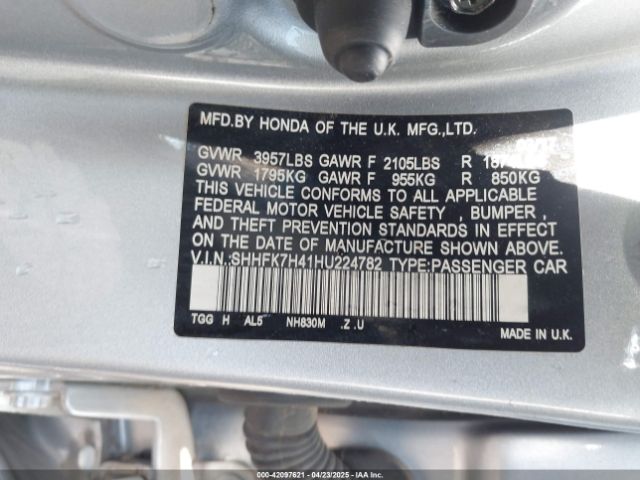 MFD.BY HONDA OF THE U.K. MFG.,LTD.
GVWR 3957LBS GAWR F 2105LBS R
GVWR 1795KG GAWR F 955KG R 850KG
THIS VEHICLE CONFORMS TO ALL APPLICABLE
FEDERAL MOTOR VEHICLE SAFETY , BUMPER ,
AND THEFT PREVENTION STANDARDS IN EFFECT
ON THE DATE OF MANUFACTURE SHOWN ABOVE.
V.I.N.:SHHFK7H41HU224782 TYPE:PASSENGER CAR
TGG H AL5 NH830M .Z .U
MADE IN U.K.
000-42097621 - 04/23/2025 - IAAI.COM